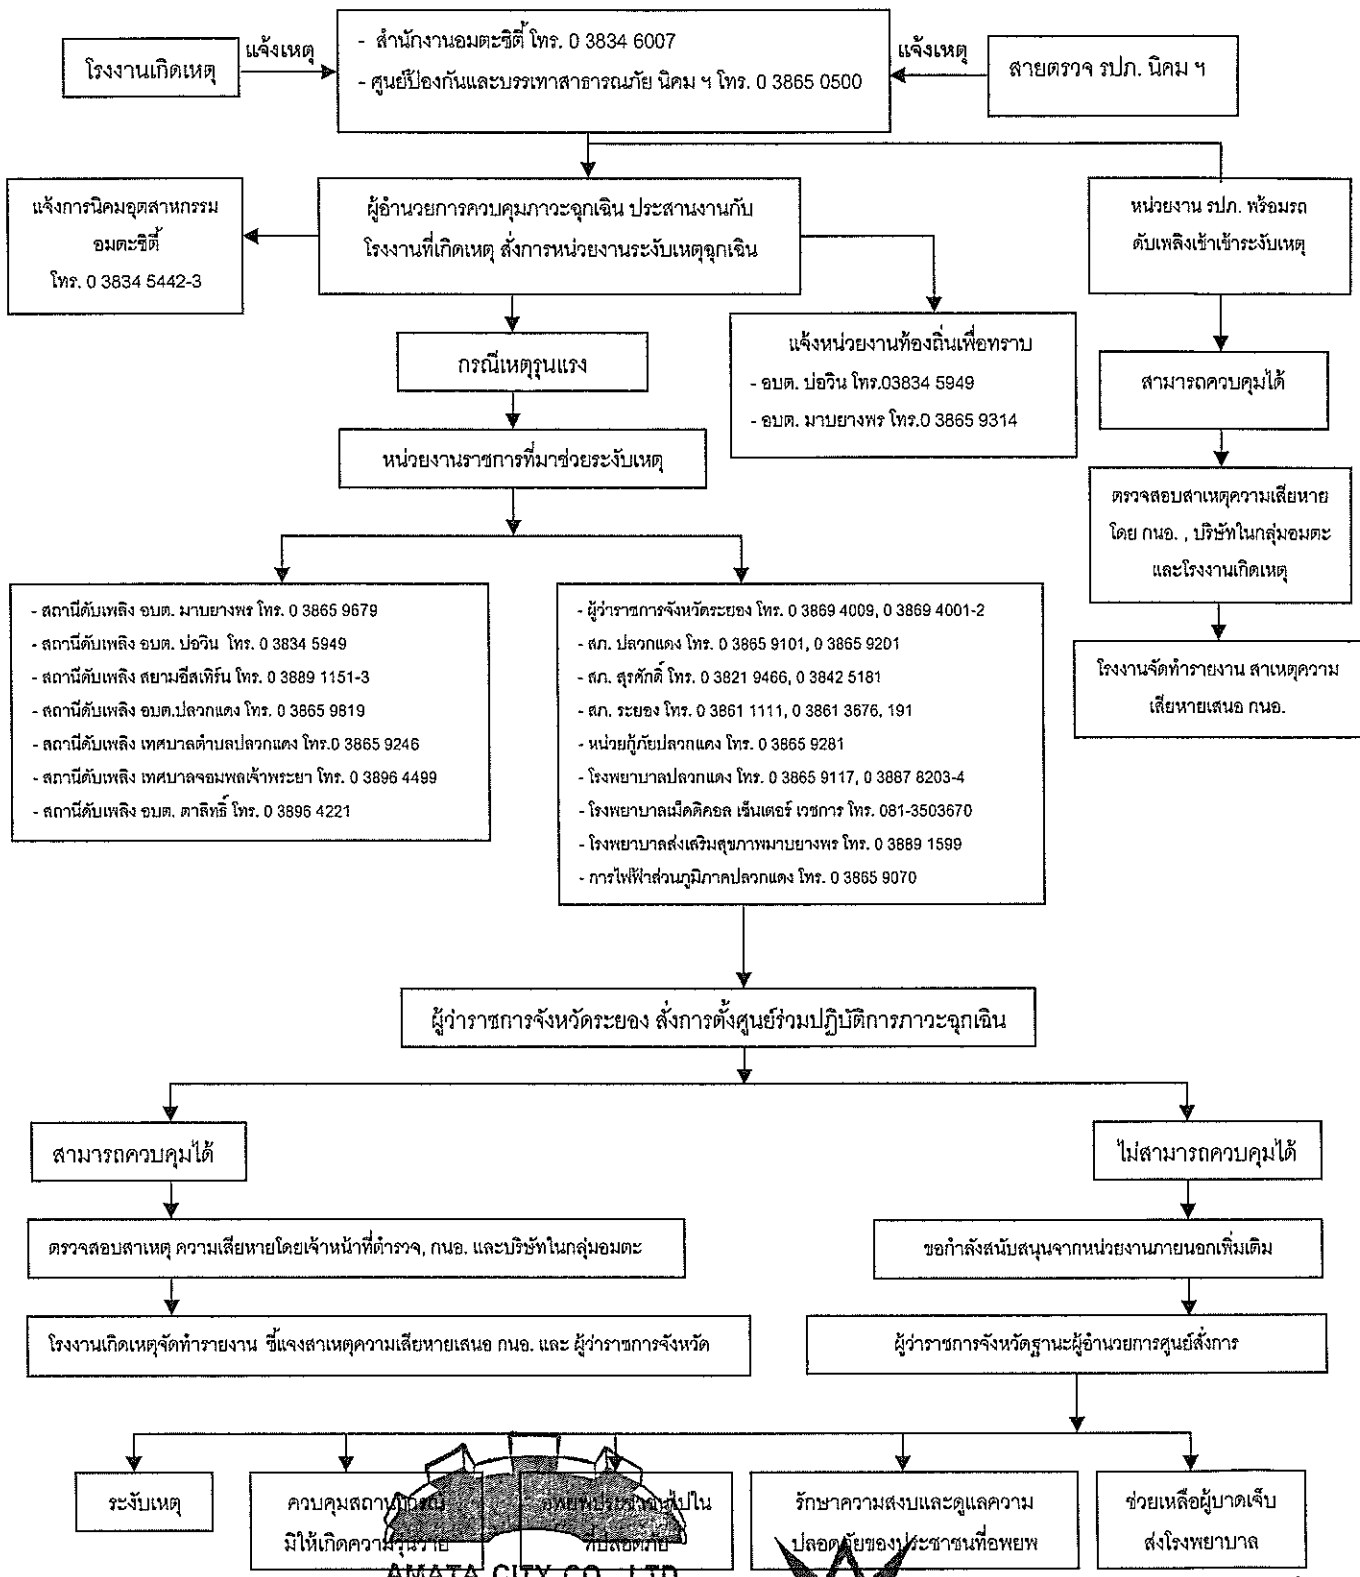 โรงงานเกิดเหตุ
แจ้งเหตุ
- สำนักงานอมตะซิตี้ โทร. 0 3834 6007
- ศูนย์ป้องกันและบรรเทาสาธารณภัย นิคม ฯ โทร. 0 3865 0500
แจ้งเหตุ
สายตรวจ รปภ. นิคม ฯ
แจ้งการนิคมอุตสาหกรรม
อมตะซิตี้
โทร. 0 3834 5442-3
ผู้อำนวยการควบคุมภาวะฉุกเฉิน ประสานงานกับ
โรงงานที่เกิดเหตุ สั่งการหน่วยงานระงับเหตุฉุกเฉิน
หน่วยงาน รปภ. พร้อมรถ
ดับเพลิงเข้าเข้าระงับเหตุ
กรณีเหตุรุนแรง
แจ้งหน่วยงานท้องถิ่นเพื่อทราบ
- อบต. บ่อวิน โทร.03834 5949
- อบต. มาบยางพร โทร.0 3865 9314
สามารถควบคุมได้
หน่วยงานราชการที่มาช่วยระงับเหตุ
ตรวจสอบสาเหตุความเสียหาย
โดย กนอ. , บริษัทในกลุ่มอมตะ
และโรงงานเกิดเหตุ
- สถานีดับเพลิง อบต. มาบยางพร โทร. 0 3865 9679
- สถานีดับเพลิง อบต. บ่อวิน โทร. 0 3834 5949
- สถานีดับเพลิง สยามอีสเทิร์น โทร. 0 3889 1151-3
- สถานีดับเพลิง อบต.ปลวกแดง โทร. 0 3865 9819
- สถานีดับเพลิง เทศบาลตำบลปลวกแดง โทร.0 3865 9246
- สถานีดับเพลิง เทศบาลจอมพลเจ้าพระยา โทร. 0 3896 4499
- สถานีดับเพลิง อบต. ตาสิทธิ์ โทร. 0 3896 4221
- ผู้ว่าราชการจังหวัดระยอง โทร. 0 3869 4009, 0 3869 4001-2
- สภ. ปลวกแดง โทร. 0 3865 9101, 0 3865 9201
- สภ. สุรศักดิ์ โทร. 0 3821 9466, 0 3842 5181
- สภ. ระยอง โทร. 0 3861 1111, 0 3861 3676, 191
- หน่วยกู้ภัยปลวกแดง โทร. 0 3865 9281
- โรงพยาบาลปลวกแดง โทร. 0 3865 9117, 0 3887 8203-4
- โรงพยาบาลเม็ดดิคอล เซ็นเตอร์ เวชการ โทร. 081-3503670
- โรงพยาบาลส่งเสริมสุขภาพมาบยางพร โทร. 0 3889 1599
- การไฟฟ้าส่วนภูมิภาคปลวกแดง โทร. 0 3865 9070
โรงงานจัดทำรายงาน สาเหตุความ
เสียหายเสนอ กนอ.
ผู้ว่าราชการจังหวัดระยอง สั่งการตั้งศูนย์ร่วมปฏิบัติการภาวะฉุกเฉิน
สามารถควบคุมได้
ไม่สามารถควบคุมได้
ตรวจสอบสาเหตุ ความเสียหายโดยเจ้าหน้าที่ตำรวจ, กนอ. และบริษัทในกลุ่มอมตะ
ขอกำลังสนับสนุนจากหน่วยงานภายนอกเพิ่มเติม
โรงงานเกิดเหตุจัดทำรายงาน ชี้แจงสาเหตุความเสียหายเสนอ กนอ. และ ผู้ว่าราชการจังหวัด
ผู้ว่าราชการจังหวัดฐานะผู้อำนวยการศูนย์สั่งการ
ระงับเหตุ
ควบคุมสถานการณ์
มิให้เกิดความวุ่นวาย
อพยพประชาชนไปใน
ที่ปลอดภัย
รักษาความสงบและดูแลความ
ปลอดภัยของประชาชนที่อพยพ
ช่วยเหลือผู้บาดเจ็บ
ส่งโรงพยาบาล
AMATA CITY CO., LTD.